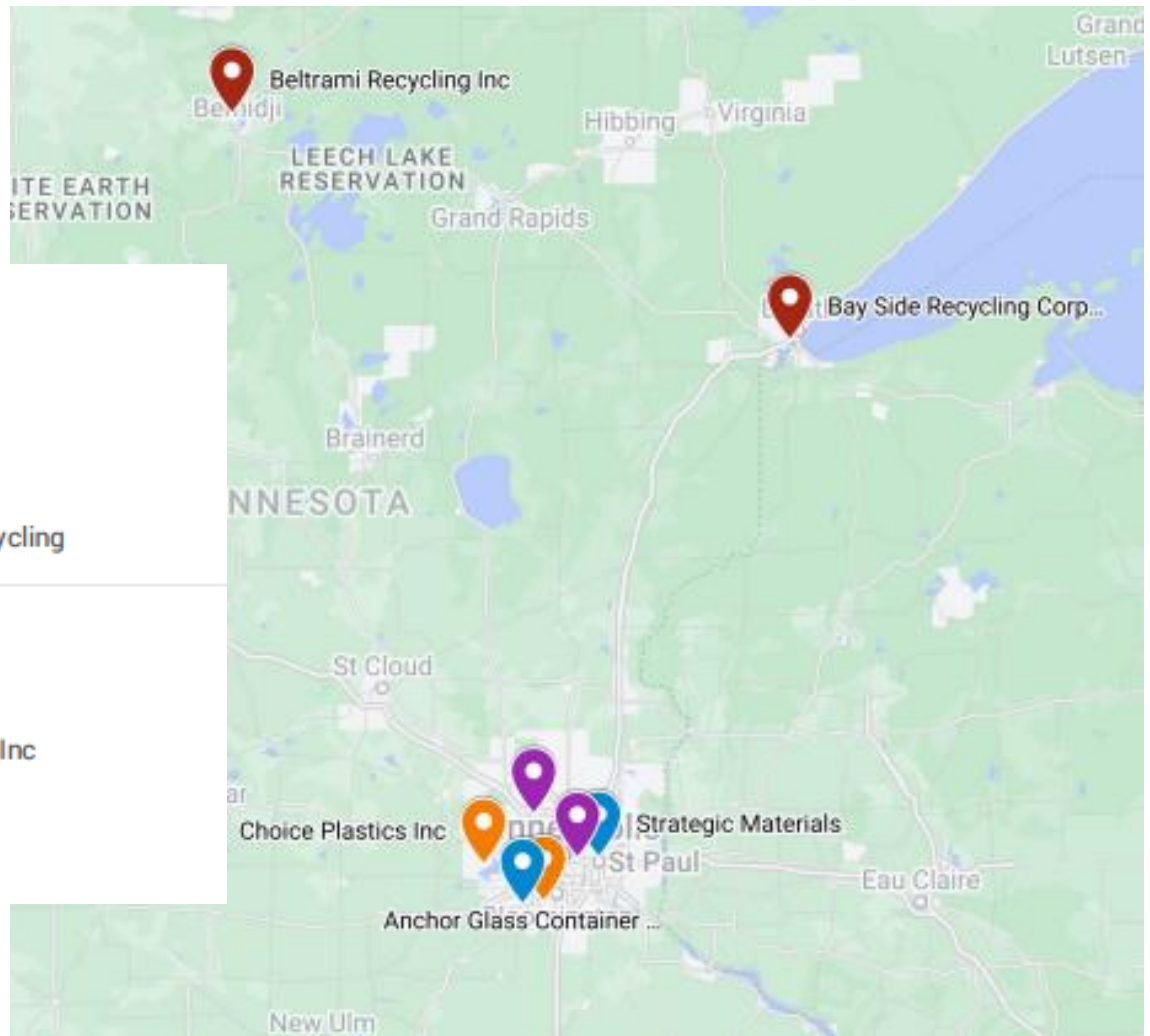 Grand
Lutsen
Beltrami Recycling Inc
Virginia
Hibbing
LEECH LAKE
RESERVATION
ITE EARTH
SERVATION
Grand Rapids
Bay Side Recycling Corp...
Brainerd
NNESOTA
ycling
St Cloud
Inc
ar
Choice Plastics Inc
Strategic Materials
St Paul
Eau Claire
Anchor Glass Container ...
New Ulm